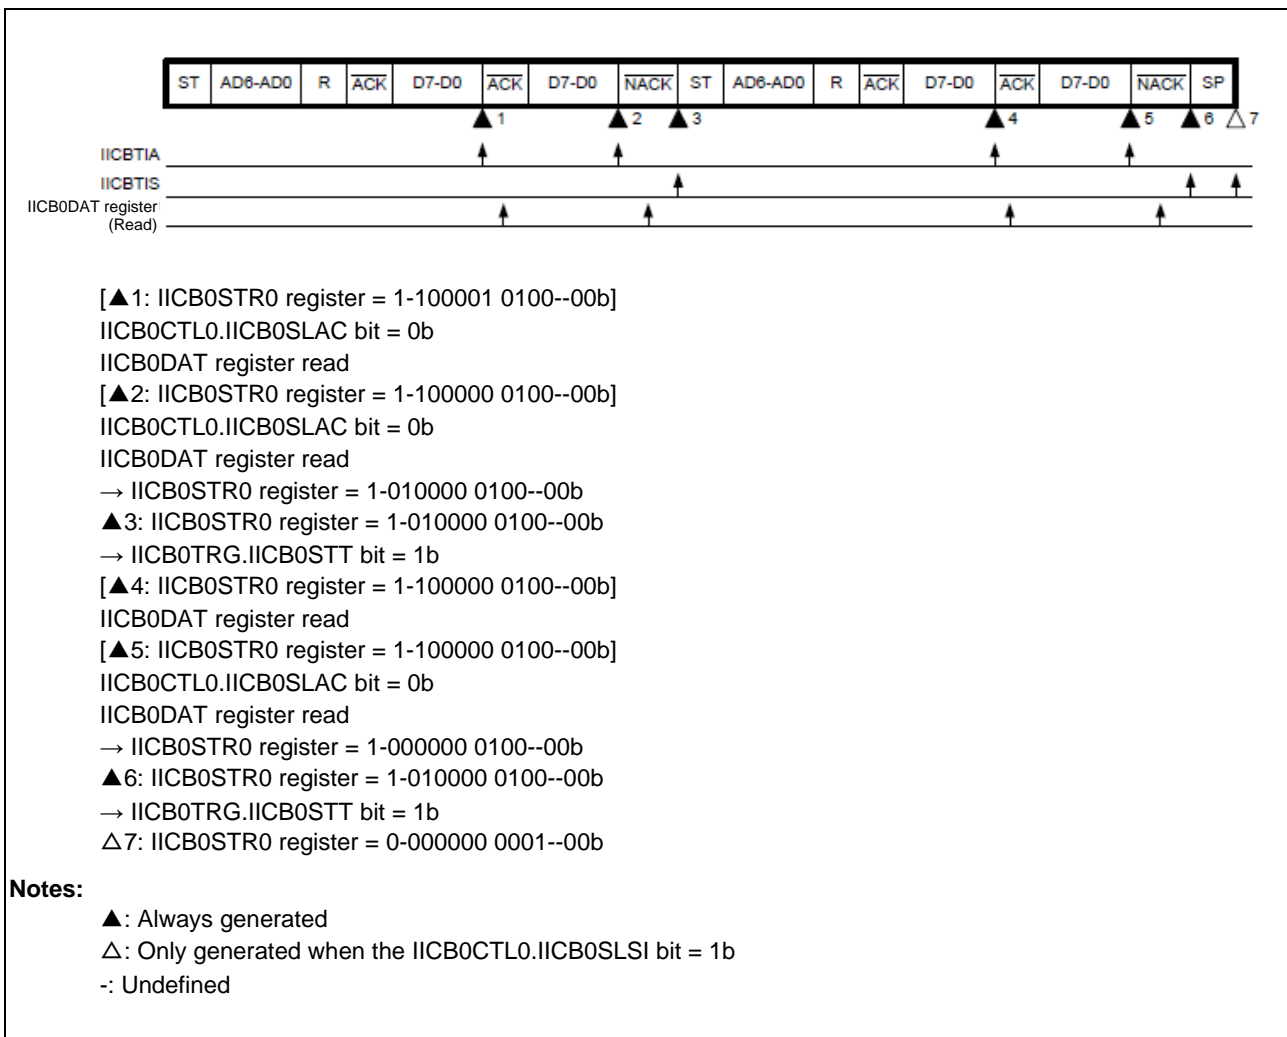 ST AD6-AD0 R ACK D7-D0 ACK D7-D0 NACK ST AD6-AD0 R ACK D7-D0 ACK D7-D0 NACK SP
▲1 ▲2 ▲3 ▲4 ▲5 ▲6 △7
IICBTIA
IICBTIS
IICB0DAT register
(Read)
[▲1: IICB0STR0 register = 1-100001 0100--00b]
IICB0CTL0.IICB0SLAC bit = 0b
IICB0DAT register read
[▲2: IICB0STR0 register = 1-100000 0100--00b]
IICB0CTL0.IICB0SLAC bit = 0b
IICB0DAT register read
→ IICB0STR0 register = 1-010000 0100--00b
▲3: IICB0STR0 register = 1-010000 0100--00b
→ IICB0TRG.IICB0STT bit = 1b
[▲4: IICB0STR0 register = 1-100000 0100--00b]
IICB0DAT register read
[▲5: IICB0STR0 register = 1-100000 0100--00b]
IICB0CTL0.IICB0SLAC bit = 0b
IICB0DAT register read
→ IICB0STR0 register = 1-000000 0100--00b
▲6: IICB0STR0 register = 1-010000 0100--00b
→ IICB0TRG.IICB0STT bit = 1b
△7: IICB0STR0 register = 0-000000 0001--00b
Notes:
▲: Always generated
△: Only generated when the IICB0CTL0.IICB0SLSI bit = 1b
-: Undefined